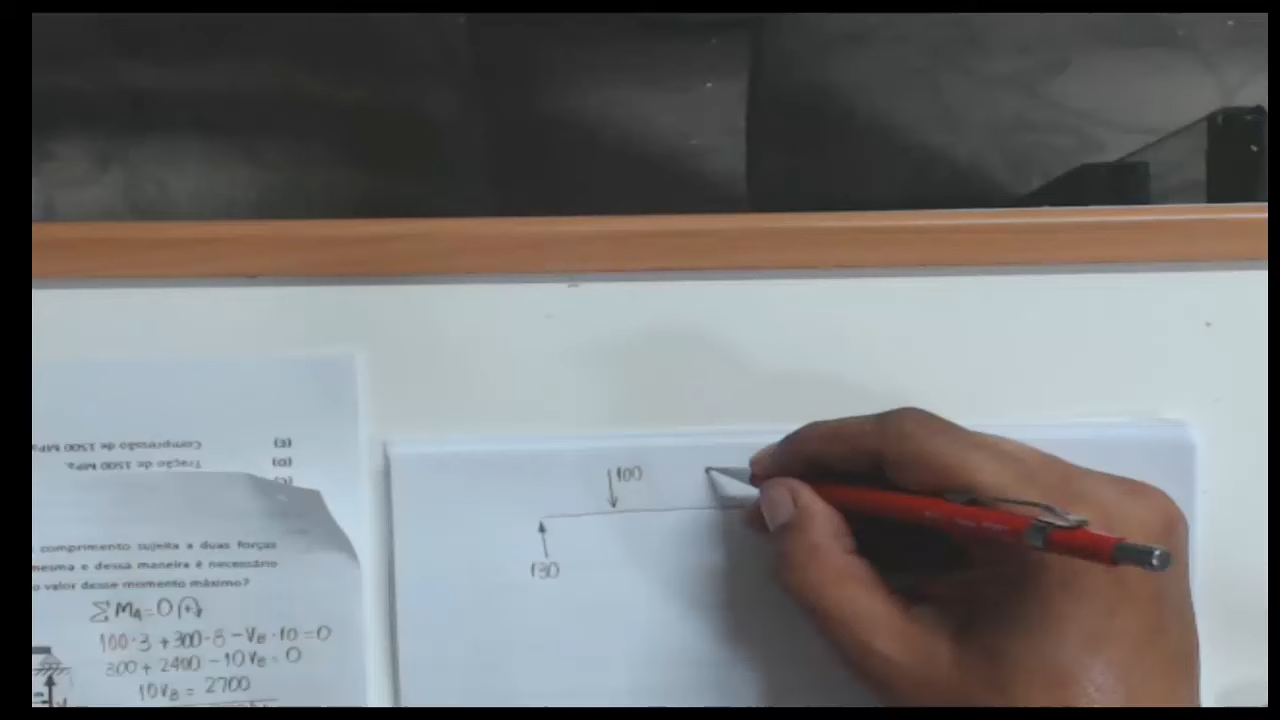 Compressão de 1500 MPa
(E)
Tração de 1500 MPa.
(D)
(C)
comprimento sujeita a duas forças
mesma e dessa maneira é necessário
o valor desse momento máximo?
ΣMA=0 (+)
100·3+300·8-VB·10=0
300+2400-10VB=0
10VB=2700
100
130